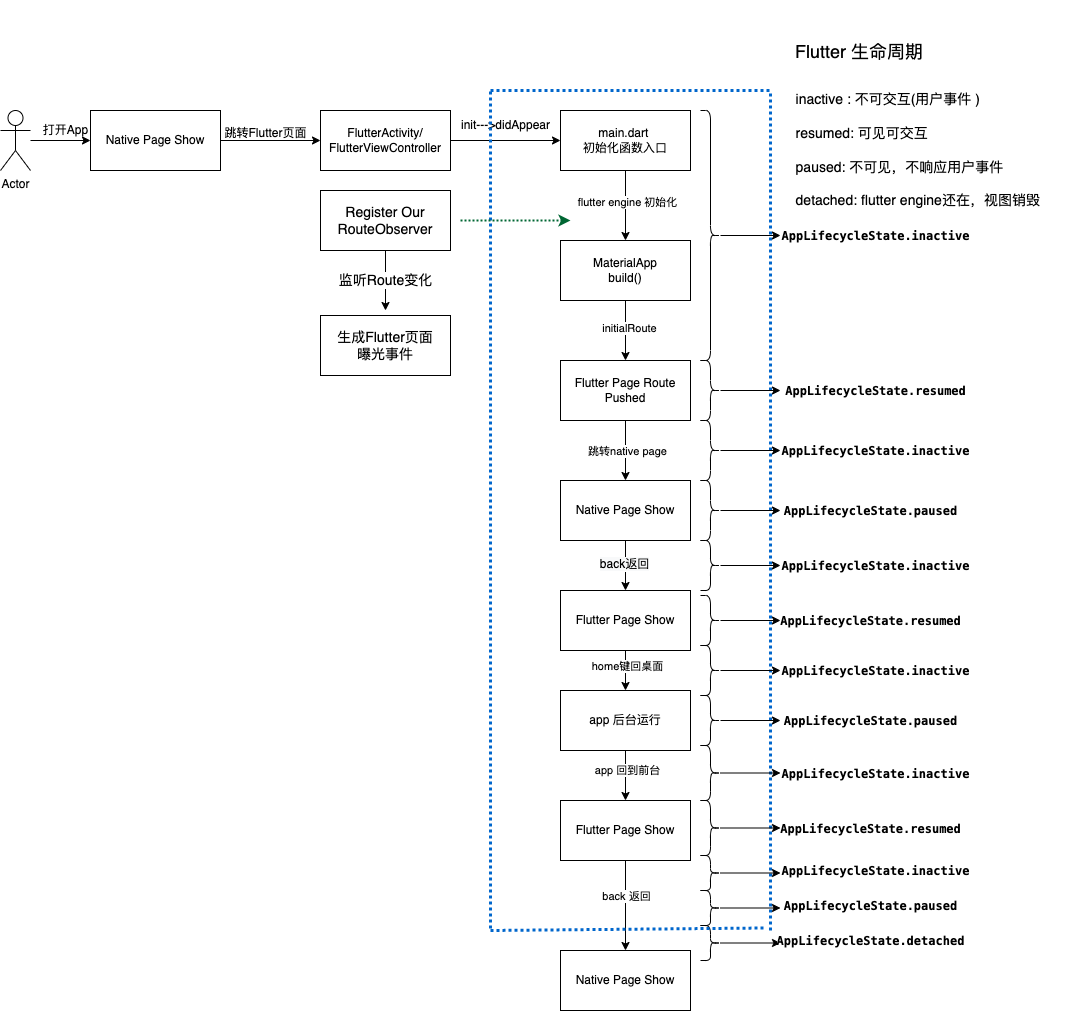 Flutter 生命周期
inactive : 不可交互(用户事件 )
resumed: 可见可交互
paused: 不可见，不响应用户事件
detached: flutter engine还在，视图销毁
Actor
打开App
Native Page Show
跳转Flutter页面
FlutterActivity/
FlutterViewController
init---->didAppear
main.dart
初始化函数入口
Register Our
RouteObserver
监听Route变化
生成Flutter页面
曝光事件
flutter engine 初始化
AppLifecycleState.inactive
MaterialApp
build()
initialRoute
Flutter Page Route
Pushed
AppLifecycleState.resumed
跳转native page
AppLifecycleState.inactive
Native Page Show
AppLifecycleState.paused
back返回
AppLifecycleState.inactive
Flutter Page Show
AppLifecycleState.resumed
home键回桌面
AppLifecycleState.inactive
app 后台运行
AppLifecycleState.paused
app 回到前台
AppLifecycleState.inactive
Flutter Page Show
AppLifecycleState.resumed
AppLifecycleState.inactive
back 返回
AppLifecycleState.paused
AppLifecycleState.detached
Native Page Show